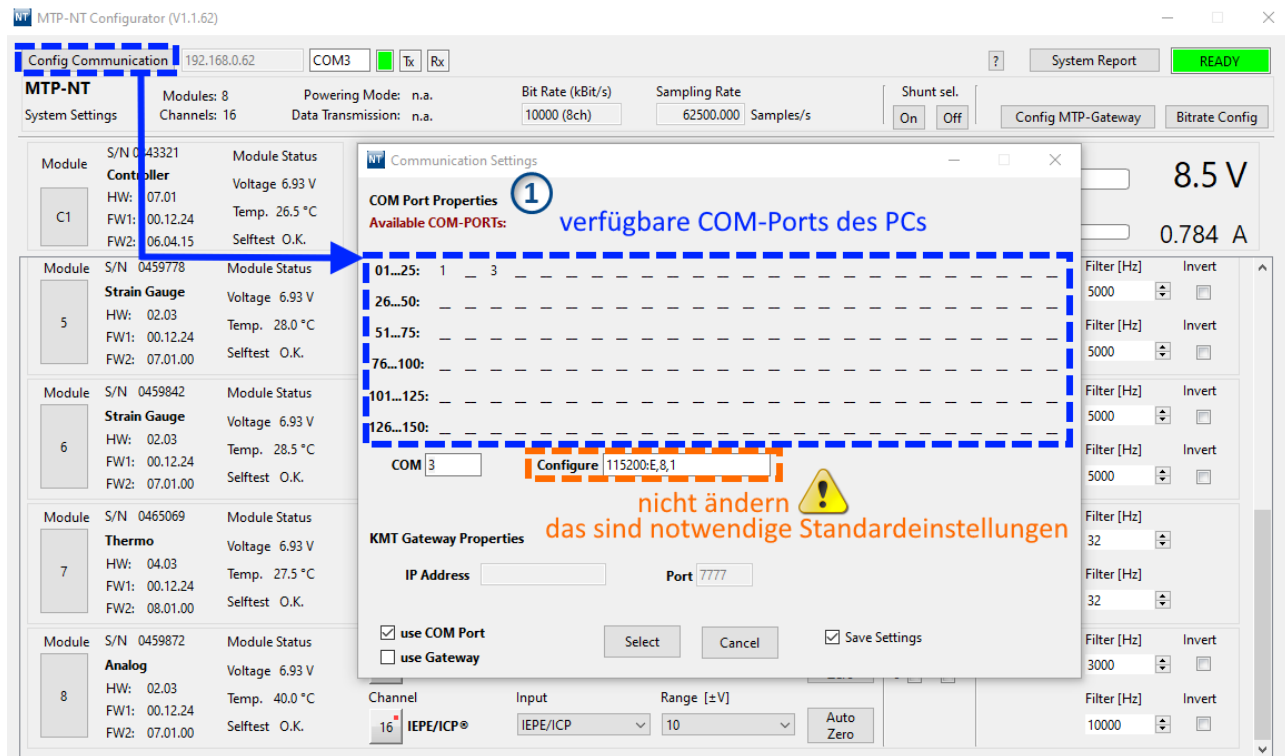 NT MTP-NT Configurator (V1.1.62)
Config Communication 192.168.0.62 COM3 Tx Rx ? System Report READY
MTP-NT Modules: 8 Powering Mode: n.a. Bit Rate (kBit/s) Sampling Rate Shunt sel.
System Settings Channels: 16 Data Transmission: n.a. 10000 (8ch) 62500.000 Samples/s On Off Config MTP-Gateway Bitrate Config
Module S/N 0343321 Module Status
Controller Voltage 6.93 V
C1 HW: 07.01 Temp. 26.5 °C
FW1: 00.12.24 Selftest O.K.
FW2: 06.04.15
8.5 V
0.784 A
NT Communication Settings
COM Port Properties 1
Available COM-PORTs: verfügbare COM-Ports des PCs
01...25: 1 _ 3 _ _ _ _ _ _ _ _ _ _ _ _ _ _ _ _ _ _ _ _ _ _
26...50: _ _ _ _ _ _ _ _ _ _ _ _ _ _ _ _ _ _ _ _ _ _ _ _ _
51...75: _ _ _ _ _ _ _ _ _ _ _ _ _ _ _ _ _ _ _ _ _ _ _ _ _
76...100: _ _ _ _ _ _ _ _ _ _ _ _ _ _ _ _ _ _ _ _ _ _ _ _ _
101...125: _ _ _ _ _ _ _ _ _ _ _ _ _ _ _ _ _ _ _ _ _ _ _ _ _
126...150: _ _ _ _ _ _ _ _ _ _ _ _ _ _ _ _ _ _ _ _ _ _ _ _ _
COM 3 Configure 115200:E,8,1
nicht ändern
das sind notwendige Standardeinstellungen
KMT Gateway Properties
IP Address Port 7777
use COM Port Select Cancel Save Settings
use Gateway
Module S/N 0459778 Module Status
Strain Gauge Voltage 6.93 V
5 HW: 02.03 Temp. 28.0 °C
FW1: 00.12.24 Selftest O.K.
FW2: 07.01.00
Filter [Hz] Invert
5000
Filter [Hz] Invert
5000
Module S/N 0459842 Module Status
Strain Gauge Voltage 6.93 V
6 HW: 02.03 Temp. 28.5 °C
FW1: 00.12.24 Selftest O.K.
FW2: 07.01.00
Filter [Hz] Invert
5000
Filter [Hz] Invert
5000
Module S/N 0465069 Module Status
Thermo Voltage 6.93 V
7 HW: 04.03 Temp. 27.5 °C
FW1: 00.12.24 Selftest O.K.
FW2: 08.01.00
Filter [Hz]
32
Filter [Hz]
32
Module S/N 0459872 Module Status
Analog Voltage 6.93 V
8 HW: 02.03 Temp. 40.0 °C
FW1: 00.12.24 Selftest O.K.
FW2: 07.01.00
Channel Input Range [±V]
16 IEPE/ICP® IEPE/ICP 10 Auto Zero
Filter [Hz] Invert
3000
Filter [Hz] Invert
10000